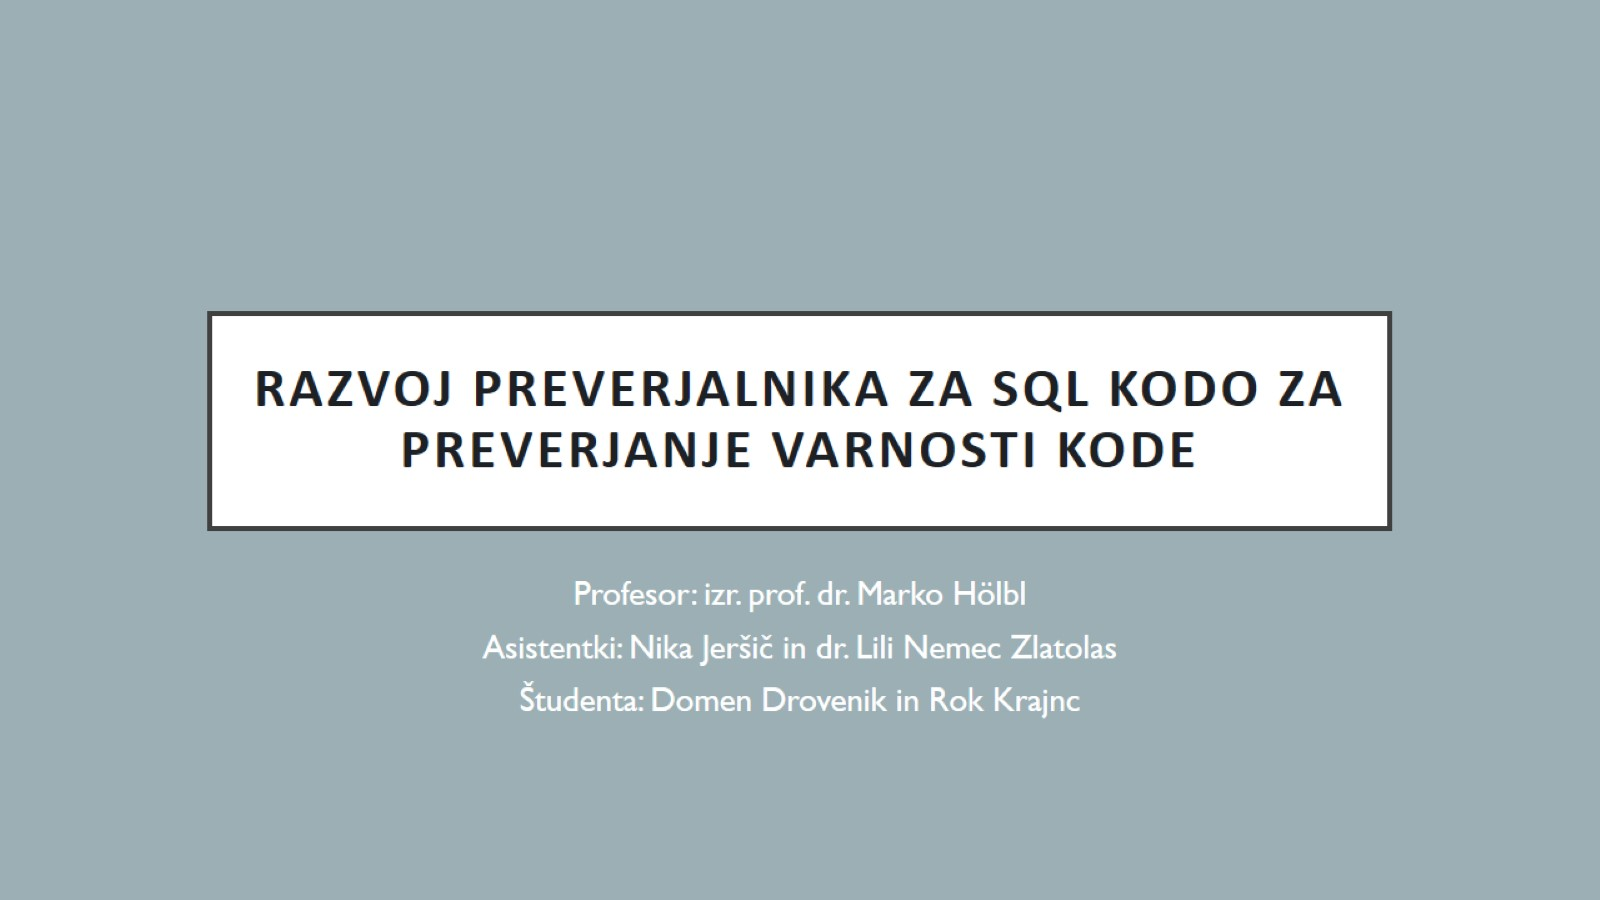 RAZVOJ PREVERJALNIKA ZA SQL KODO ZA
PREVERJANJE VARNOSTI KODE
Profesor: izr. prof. dr. Marko Hölbl
Asistentki: Nika Jeršič in dr. Lili Nemec Zlatolas
Študenta: Domen Drovenik in Rok Krajnc